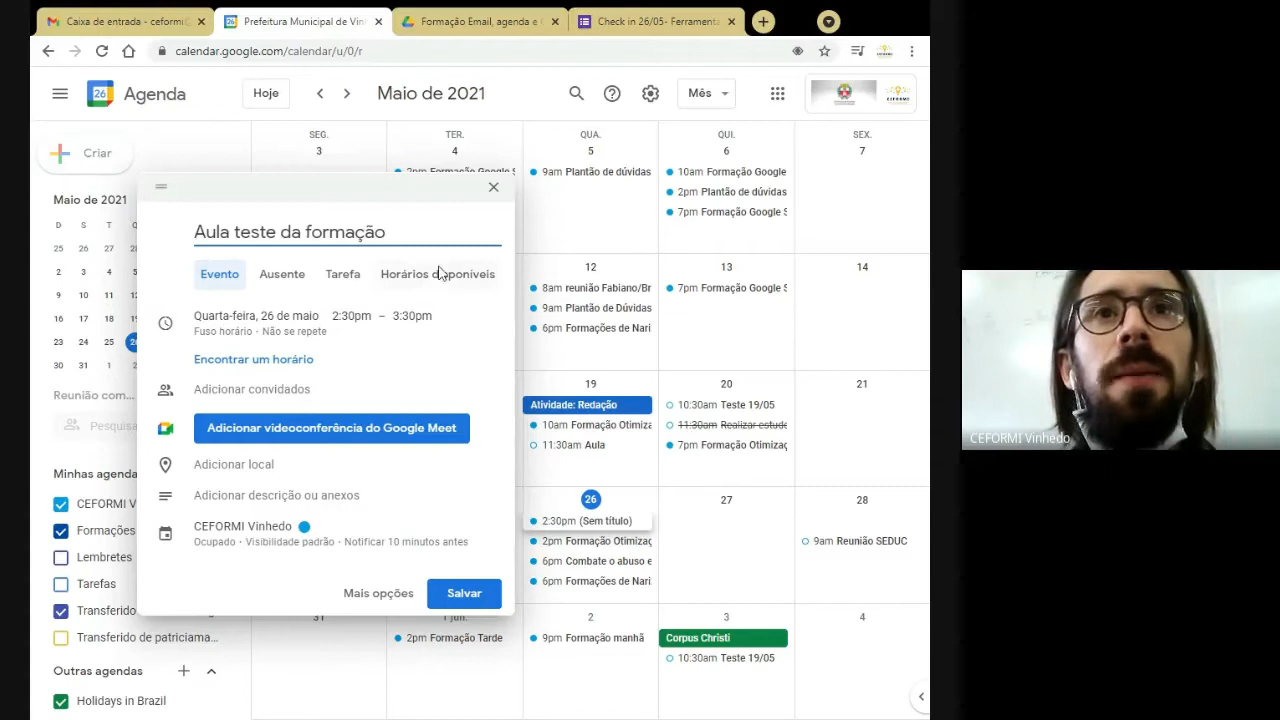 Caixa de entrada - ceformi
Prefeitura Municipal de Vin
Formação Email, agenda e
Check in 26/05- Ferramenta
calendar.google.com/calendar/u/0/r
26
Agenda
Hoje
Maio de 2021
Mês
CEFORMI
Criar
SEG.
TER.
QUA.
QUI.
SEX.
3
4
5
6
7
2pm Formação Google S
9am Plantão de dúvidas
10am Formação Google
2pm Plantão de dúvidas
7pm Formação Google S
Maio de 2021
D
S
25
26
2
3
9
10
16
17
23
24
25
30
31
1
Reunião com...
Pesquisa
Minhas agenda
CEFORMI V
Formações
Lembretes
Tarefas
Transferido
Transferido de patriciama...
Outras agendas
Holidays in Brazil
Aula teste da formação
Evento
Ausente
Tarefa
Horários disponíveis
Quarta-feira, 26 de maio 2:30pm – 3:30pm
Fuso horário · Não se repete
Encontrar um horário
Adicionar convidados
Adicionar videoconferência do Google Meet
Adicionar local
Adicionar descrição ou anexos
CEFORMI Vinhedo
Ocupado · Visibilidade padrão · Notificar 10 minutos antes
Mais opções
Salvar
12
13
14
8am reunião Fabiano/Br
9am Plantão de Dúvidas
6pm Formações de Nari
7pm Formação Google S
19
20
21
Atividade: Redação
10am Formação Otimiza
11:30am Aula
10:30am Teste 19/05
11:30am Realizar estudo
7pm Formação Otimizaç
26
27
28
2:30pm (Sem título)
2pm Formação Otimizaç
6pm Combate o abuso e
6pm Formações de Nari
9am Reunião SEDUC
31
1 jun.
2
3
4
2pm Formação Tarde
9pm Formação manhã
Corpus Christi
10:30am Teste 19/05
CEFORMI Vinhedo